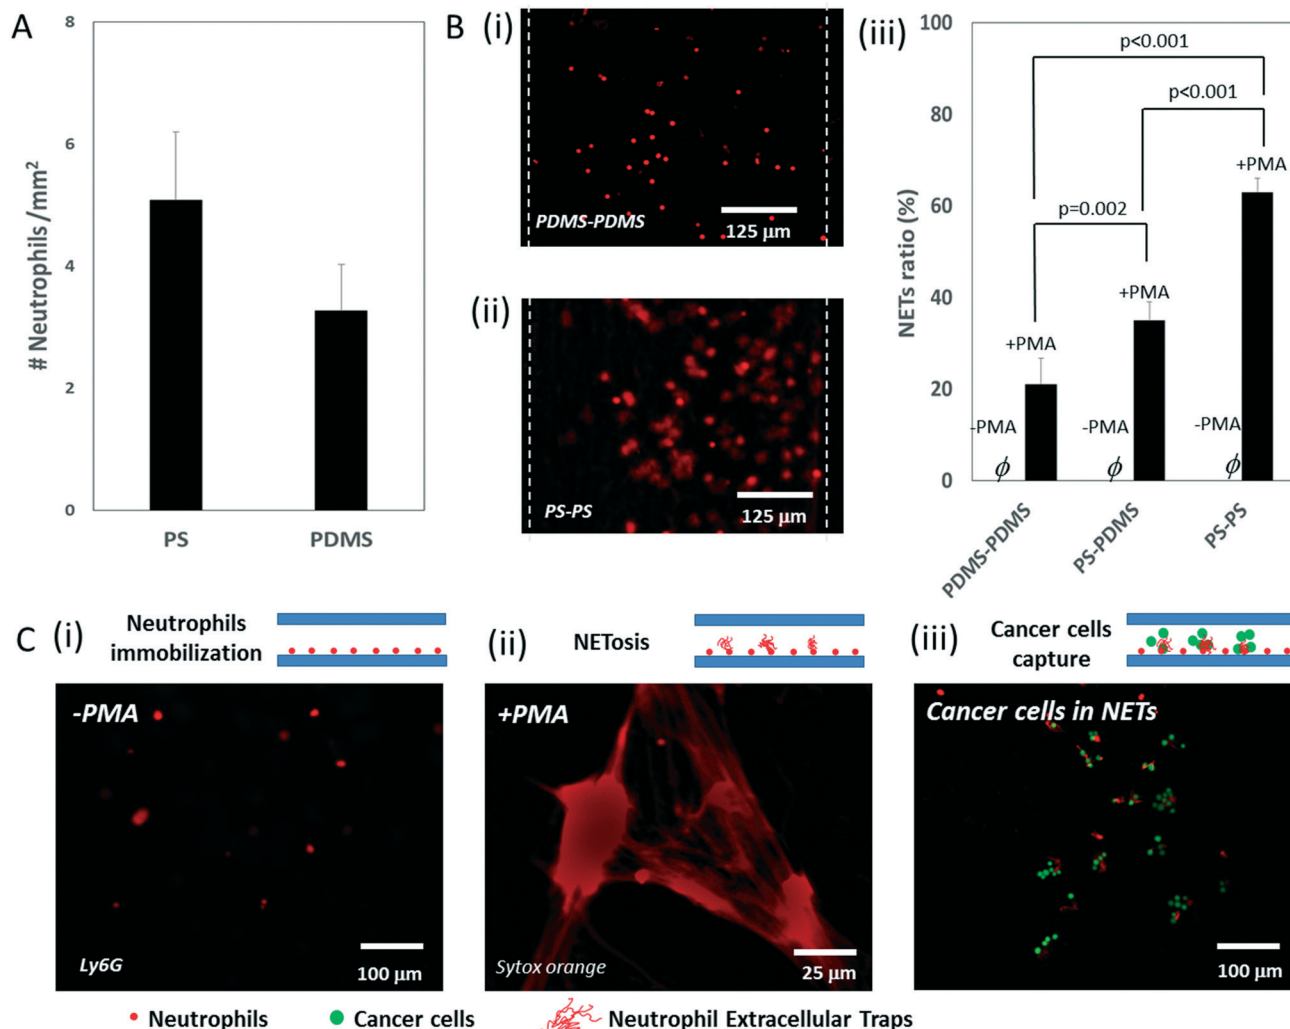 A
8
6
4
2
0
# Neutrophils/mm²
PS
PDMS
B
(i)
PDMS-PDMS
125 µm
(ii)
PS-PS
125 µm
(iii)
100
80
60
40
20
0
NETs ratio (%)
p<0.001
p<0.001
p=0.002
+PMA
+PMA
+PMA
-PMA
-PMA
-PMA
ϕ
ϕ
ϕ
PDMS-PDMS
PS-PDMS
PS-PS
C
(i)
Neutrophils
immobilization
-PMA
Ly6G
100 µm
(ii)
NETosis
+PMA
Sytox orange
25 µm
(iii)
Cancer cells
capture
Cancer cells in NETs
100 µm
Neutrophils
Cancer cells
Neutrophil Extracellular Traps